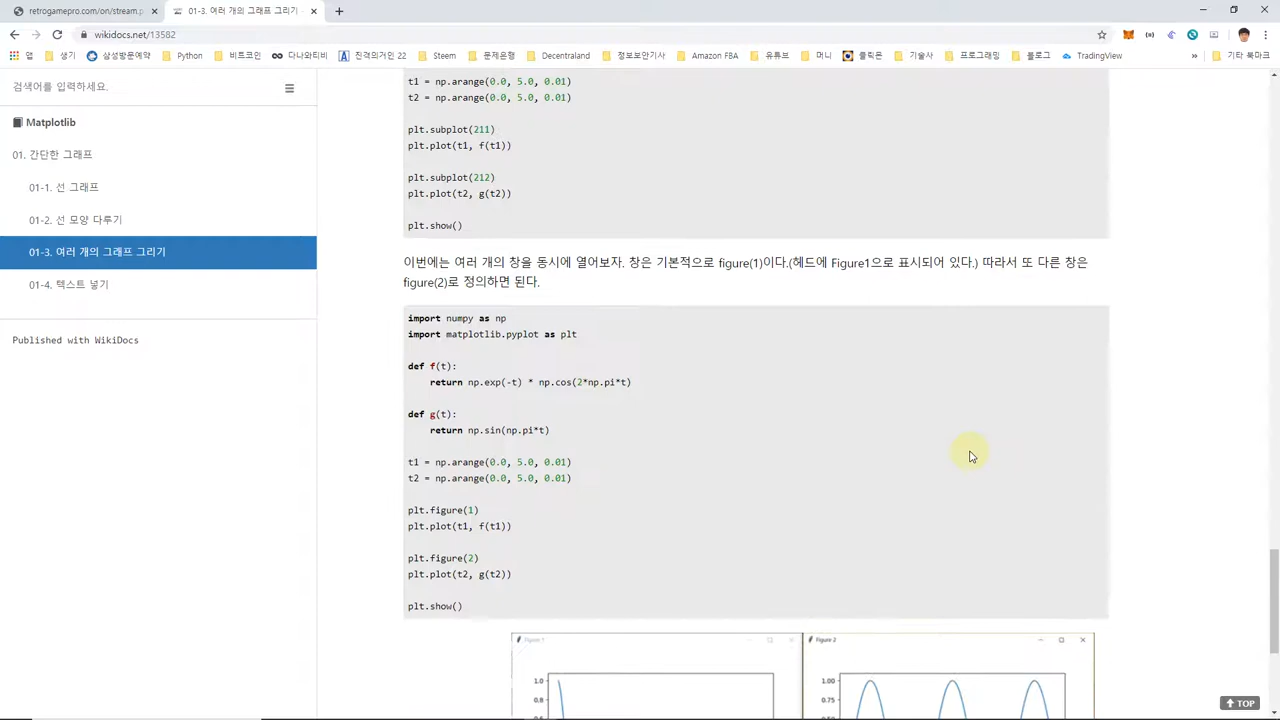 retrogamepro.com/on/stream.p
01-3. 여러 개의 그래프 그리기 -
wikidocs.net/13582
앱
생기
삼성방문예약
Python
비트코인
다나와티비
진격의거인 22
Steem
문제은행
Decentraland
정보보안기사
Amazon FBA
유튜브
머니
클릭몬
기술사
프로그래밍
블로그
TradingView
»
기타 북마크
검색어를 입력하세요.
Matplotlib
01. 간단한 그래프
01-1. 선 그래프
01-2. 선 모양 다루기
01-3. 여러 개의 그래프 그리기
01-4. 텍스트 넣기
Published with WikiDocs
t1 = np.arange(0.0, 5.0, 0.01)
t2 = np.arange(0.0, 5.0, 0.01)
plt.subplot(211)
plt.plot(t1, f(t1))
plt.subplot(212)
plt.plot(t2, g(t2))
plt.show()
이번에는 여러 개의 창을 동시에 열어보자. 창은 기본적으로 figure(1)이다.(헤드에 Figure1으로 표시되어 있다.) 따라서 또 다른 창은
figure(2)로 정의하면 된다.
import numpy as np
import matplotlib.pyplot as plt
def f(t):
    return np.exp(-t) * np.cos(2*np.pi*t)
def g(t):
    return np.sin(np.pi*t)
t1 = np.arange(0.0, 5.0, 0.01)
t2 = np.arange(0.0, 5.0, 0.01)
plt.figure(1)
plt.plot(t1, f(t1))
plt.figure(2)
plt.plot(t2, g(t2))
plt.show()
Figure 1
Figure 2
1.0
0.8
1.00
0.75
TOP